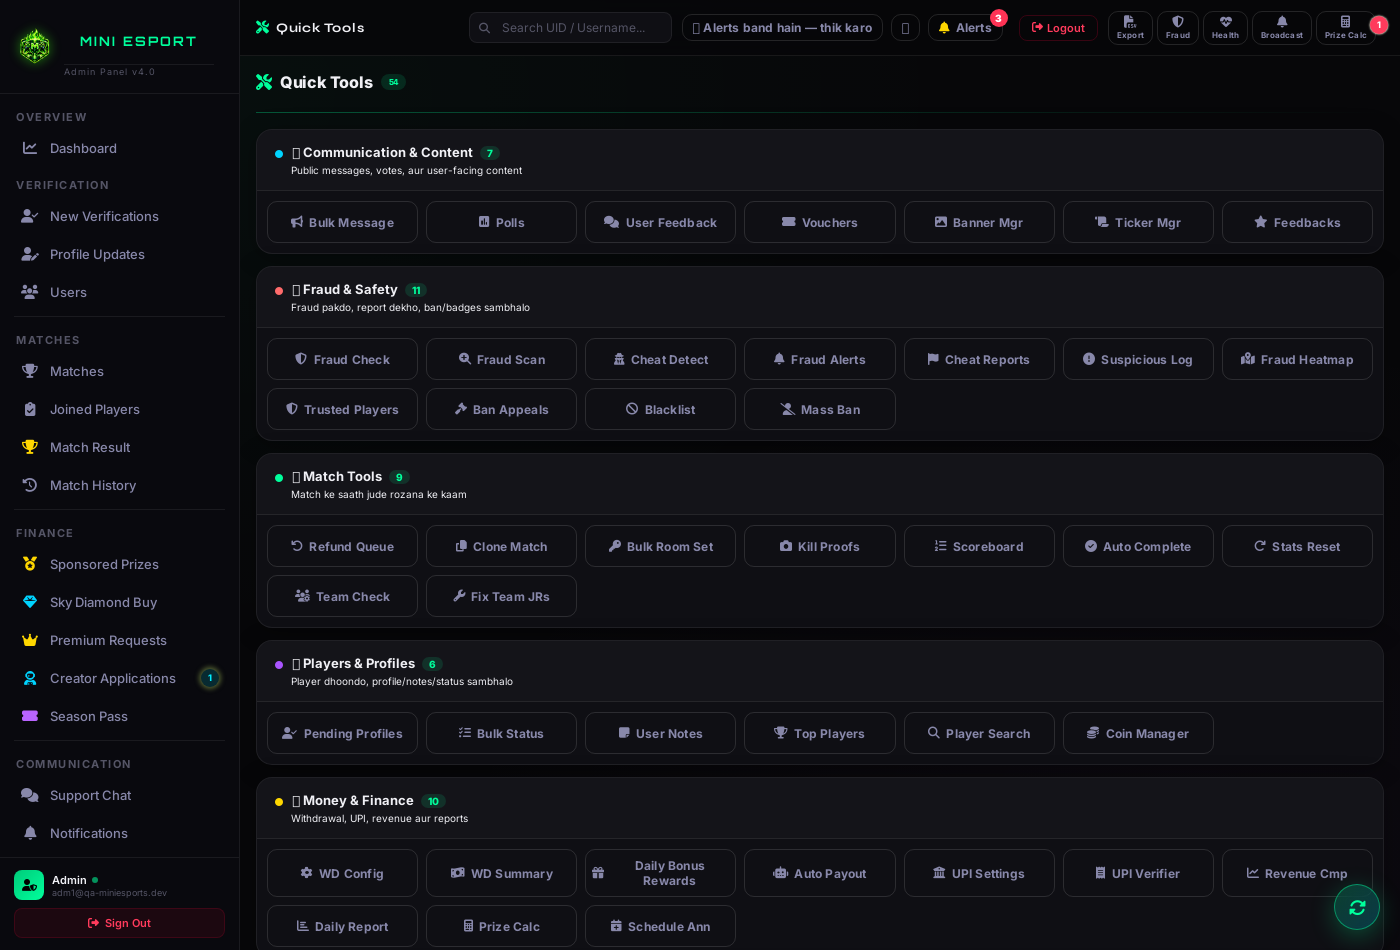 MINI ESPORT
Admin Panel v4.0
OVERVIEW
Dashboard
VERIFICATION
New Verifications
Profile Updates
Users
MATCHES
Matches
Joined Players
Match Result
Match History
FINANCE
Sponsored Prizes
Sky Diamond Buy
Premium Requests
Creator Applications 1
Season Pass
COMMUNICATION
Support Chat
Notifications
Admin
adm1@qa-miniesports.dev
Sign Out
Quick Tools
Search UID / Username...
Alerts band hain — thik karo
Alerts 3
Logout
Export
Fraud
Health
Broadcast
Prize Calc
1
Quick Tools 54
Communication & Content 7
Public messages, votes, aur user-facing content
Bulk Message
Polls
User Feedback
Vouchers
Banner Mgr
Ticker Mgr
Feedbacks
Fraud & Safety 11
Fraud pakdo, report dekho, ban/badges sambhalo
Fraud Check
Fraud Scan
Cheat Detect
Fraud Alerts
Cheat Reports
Suspicious Log
Fraud Heatmap
Trusted Players
Ban Appeals
Blacklist
Mass Ban
Match Tools 9
Match ke saath jude rozana ke kaam
Refund Queue
Clone Match
Bulk Room Set
Kill Proofs
Scoreboard
Auto Complete
Stats Reset
Team Check
Fix Team JRs
Players & Profiles 6
Player dhoondo, profile/notes/status sambhalo
Pending Profiles
Bulk Status
User Notes
Top Players
Player Search
Coin Manager
Money & Finance 10
Withdrawal, UPI, revenue aur reports
WD Config
WD Summary
Daily Bonus
Rewards
Auto Payout
UPI Settings
UPI Verifier
Revenue Cmp
Daily Report
Prize Calc
Schedule Ann